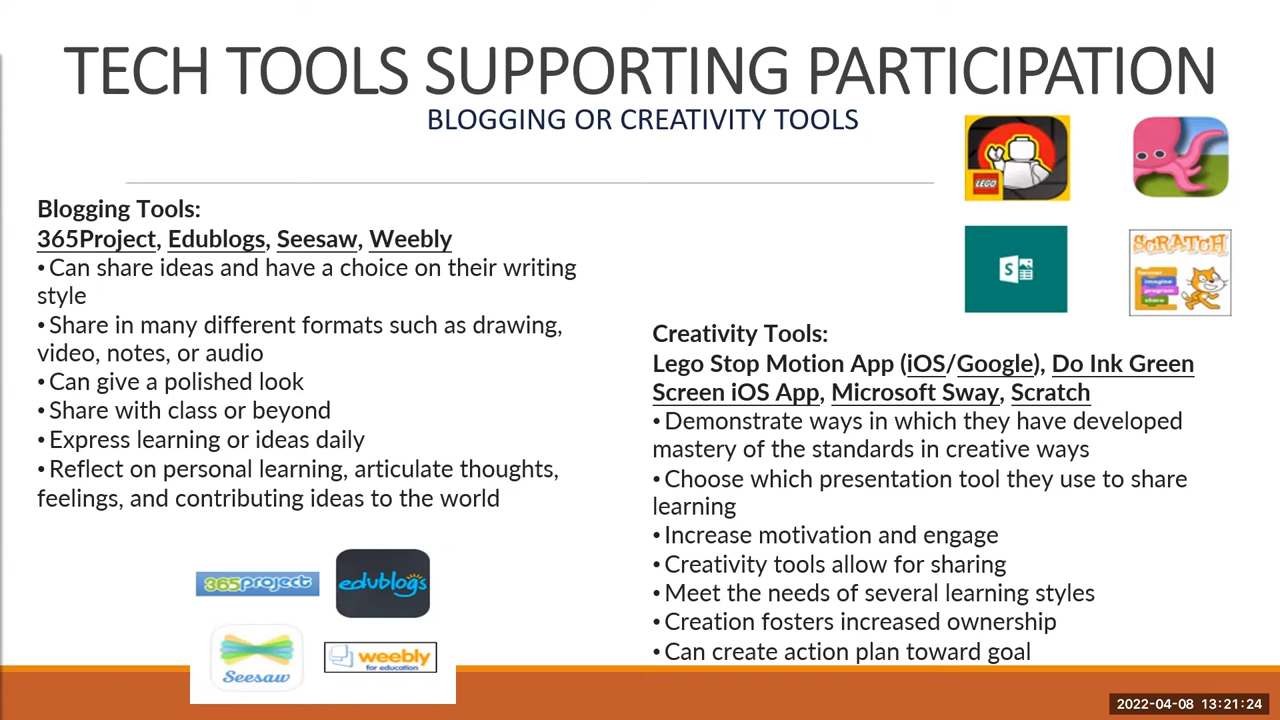 TECH TOOLS SUPPORTING PARTICIPATION
BLOGGING OR CREATIVITY TOOLS
LEGO
S
SCRATCH
forever
imagine
program
share
Blogging Tools:
365Project, Edublogs, Seesaw, Weebly
•Can share ideas and have a choice on their writing
style
•Share in many different formats such as drawing,
video, notes, or audio
•Can give a polished look
•Share with class or beyond
•Express learning or ideas daily
•Reflect on personal learning, articulate thoughts,
feelings, and contributing ideas to the world
365project
edublogs
Seesaw
weebly
for education
Creativity Tools:
Lego Stop Motion App (iOS/Google), Do Ink Green
Screen iOS App, Microsoft Sway, Scratch
•Demonstrate ways in which they have developed
mastery of the standards in creative ways
•Choose which presentation tool they use to share
learning
•Increase motivation and engage
•Creativity tools allow for sharing
•Meet the needs of several learning styles
•Creation fosters increased ownership
•Can create action plan toward goal
2022-04-08 13:21:24